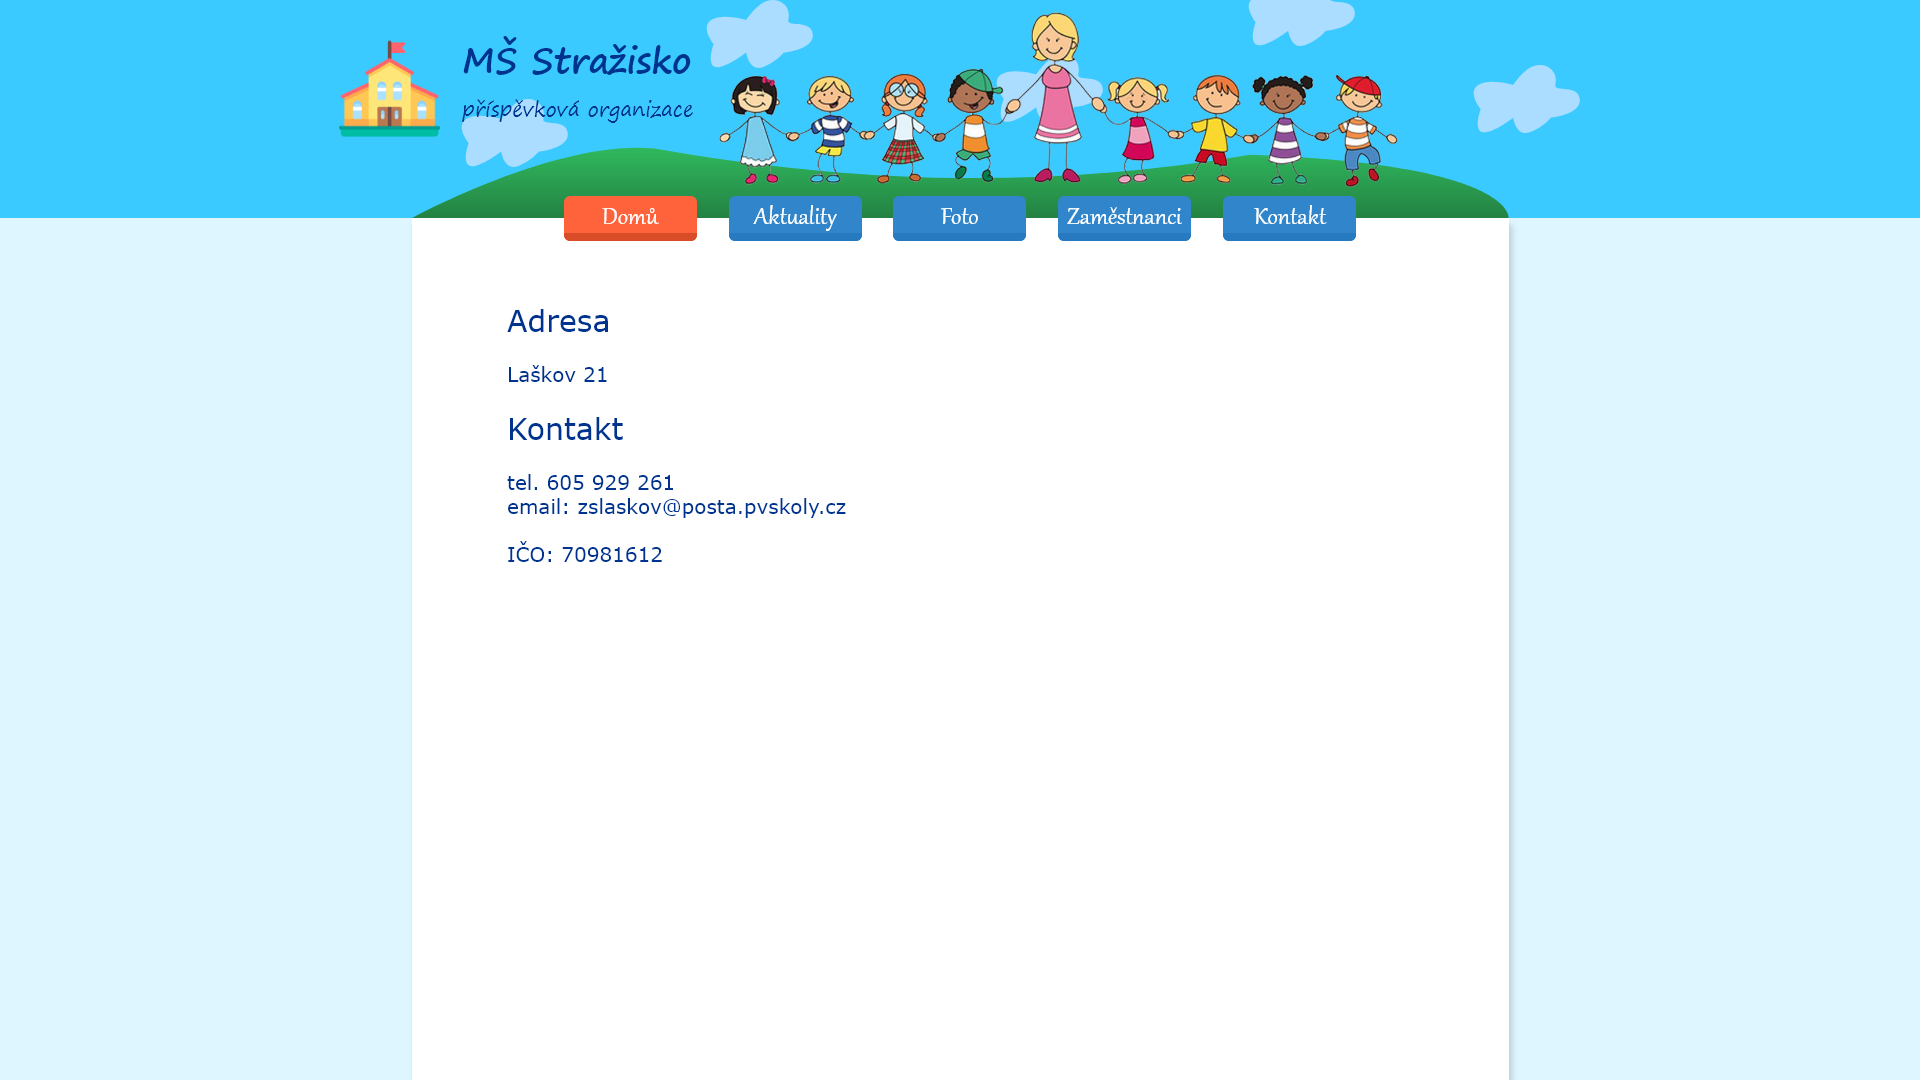 MŠ Stražisko
příspěvková organizace
Domů
Aktuality
Foto
Zaměstnanci
Kontakt
Adresa
Laškov 21
Kontakt
tel. 605 929 261
email: zslaskov@posta.pvskoly.cz
IČO: 70981612